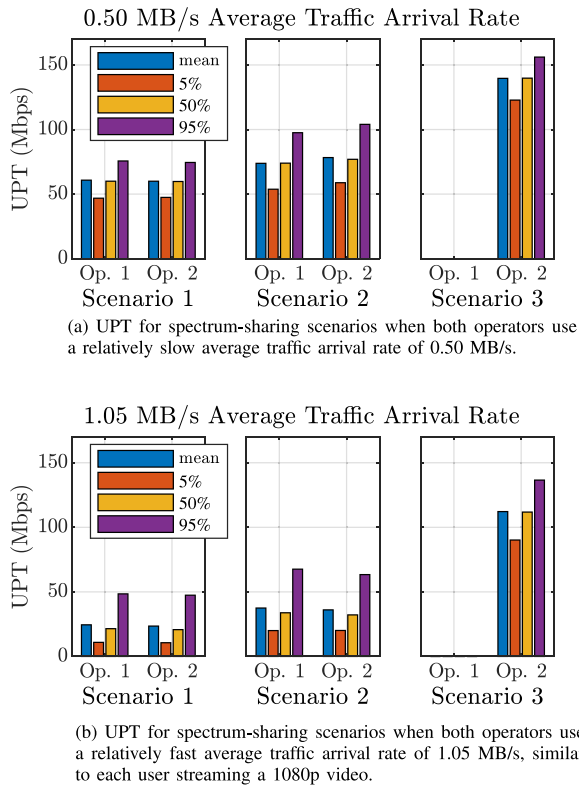 0.50 MB/s Average Traffic Arrival Rate
UPT (Mbps)
150
100
50
0
mean
5%
50%
95%
Op. 1 Op. 2 Op. 1 Op. 2 Op. 1 Op. 2
Scenario 1 Scenario 2 Scenario 3
(a) UPT for spectrum-sharing scenarios when both operators use
a relatively slow average traffic arrival rate of 0.50 MB/s.
1.05 MB/s Average Traffic Arrival Rate
UPT (Mbps)
150
100
50
0
mean
5%
50%
95%
Op. 1 Op. 2 Op. 1 Op. 2 Op. 1 Op. 2
Scenario 1 Scenario 2 Scenario 3
(b) UPT for spectrum-sharing scenarios when both operators use
a relatively fast average traffic arrival rate of 1.05 MB/s, simila
to each user streaming a 1080p video.